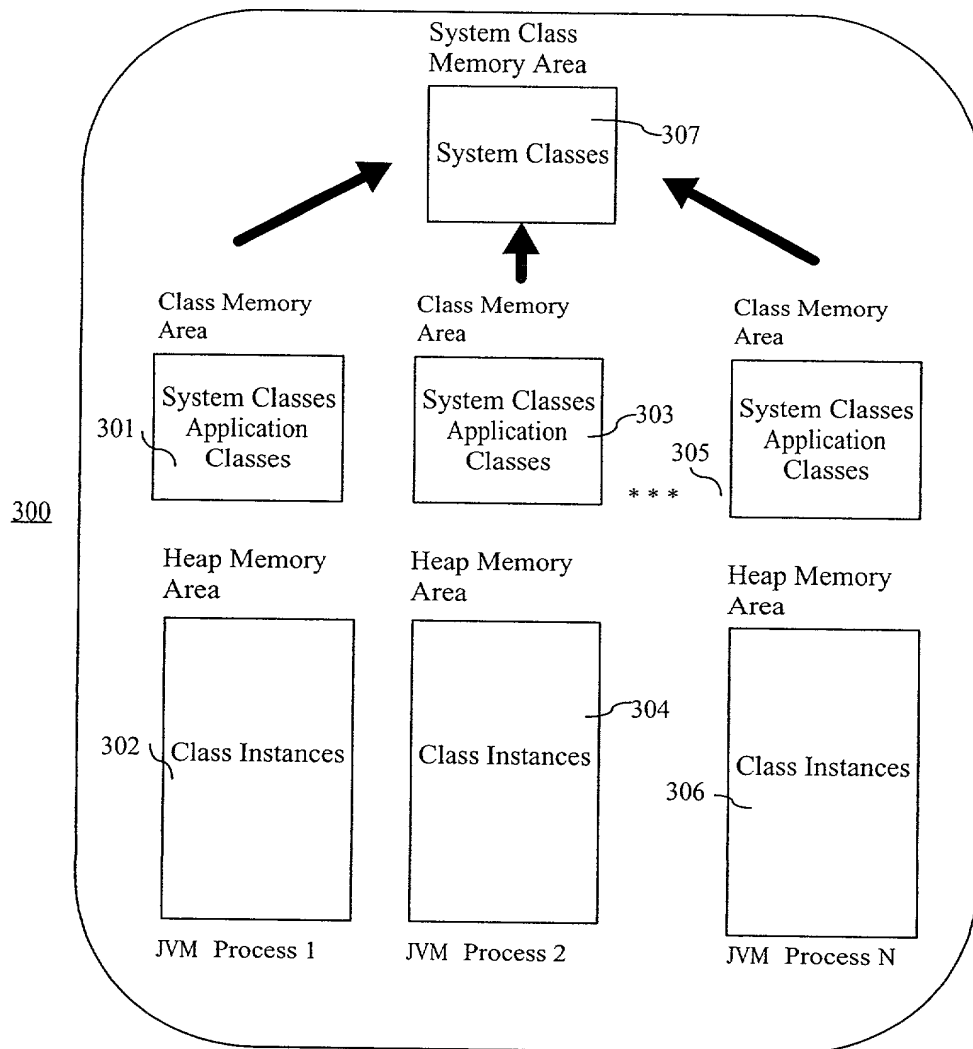 System Class
Memory Area
System Classes
307
Class Memory
Area
Class Memory
Area
Class Memory
Area
System Classes
Application
Classes
301
System Classes
Application
Classes
303
* * *
305
System Classes
Application
Classes
300
Heap Memory
Area
Heap Memory
Area
Heap Memory
Area
302
Class Instances
304
Class Instances
306
Class Instances
JVM Process 1
JVM Process 2
JVM Process N